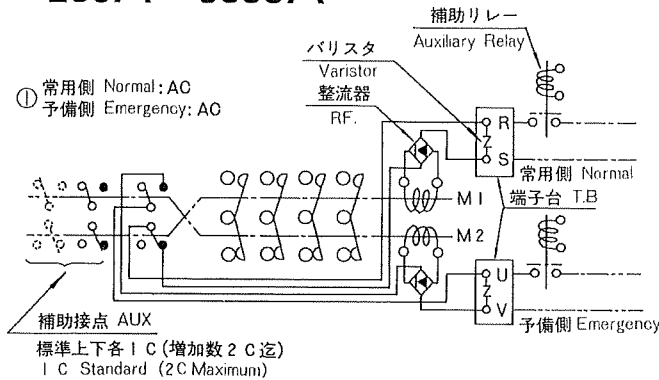 補助リレー
Auxiliary Relay
バリスタ
Varistor
整流器
RF.
① 常用側 Normal:AC
予備側 Emergency:AC
R
Z
S
常用側 Normal
端子台 T.B
M1
M2
U
Z
V
予備側 Emergency
補助接点 AUX
標準上下各1C(増加数2C迄)
1C Standard (2C Maximum)